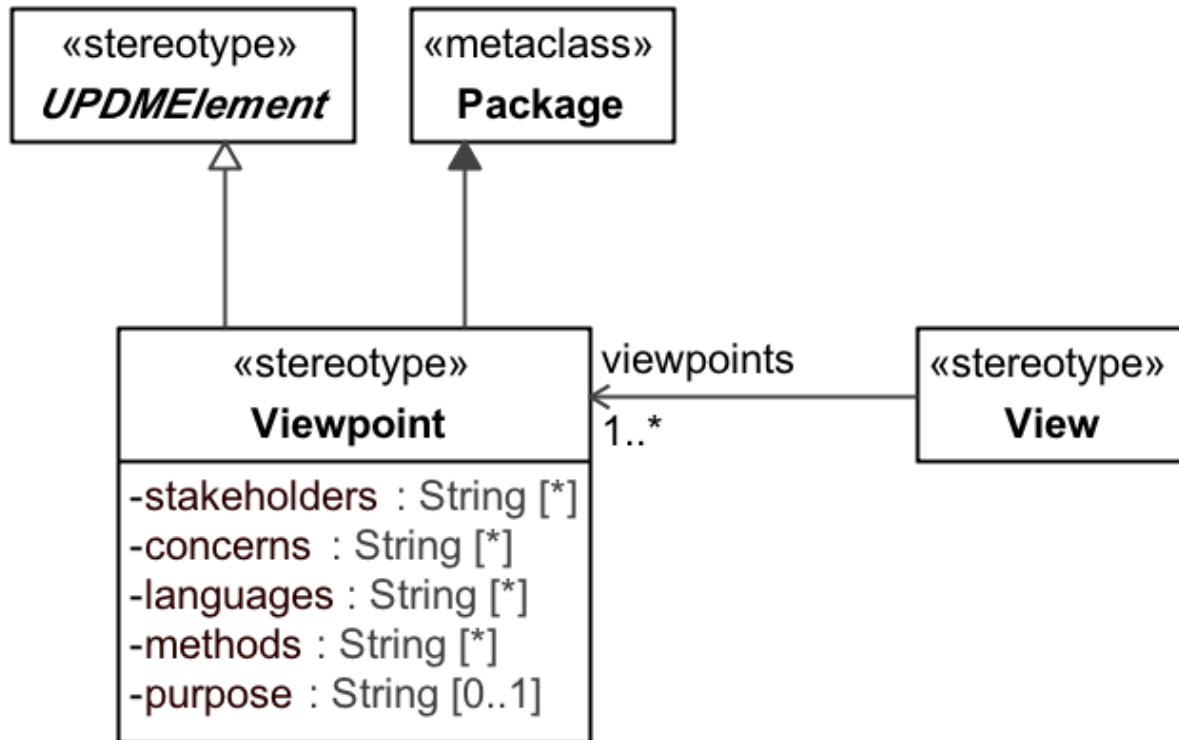 «stereotype»
UPDMElement
«metaclass»
Package
«stereotype»
Viewpoint
-stakeholders : String [*]
-concerns : String [*]
-languages : String [*]
-methods : String [*]
-purpose : String [0..1]
viewpoints
1..*
«stereotype»
View